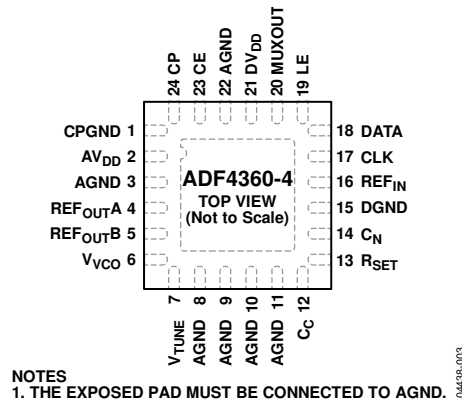 24 CP
23 CE
22 AGND
21 DVDD
20 MUXOUT
19 LE
CPGND 1
AVDD 2
AGND 3
REFOUTA 4
REFOUTB 5
VVCO 6
ADF4360-4
TOP VIEW
(Not to Scale)
18 DATA
17 CLK
16 REFIN
15 DGND
14 CN
13 RSET
VTUNE 7
AGND 8
AGND 9
AGND 10
AGND 11
CC 12
NOTES
1. THE EXPOSED PAD MUST BE CONNECTED TO AGND.
04438-003